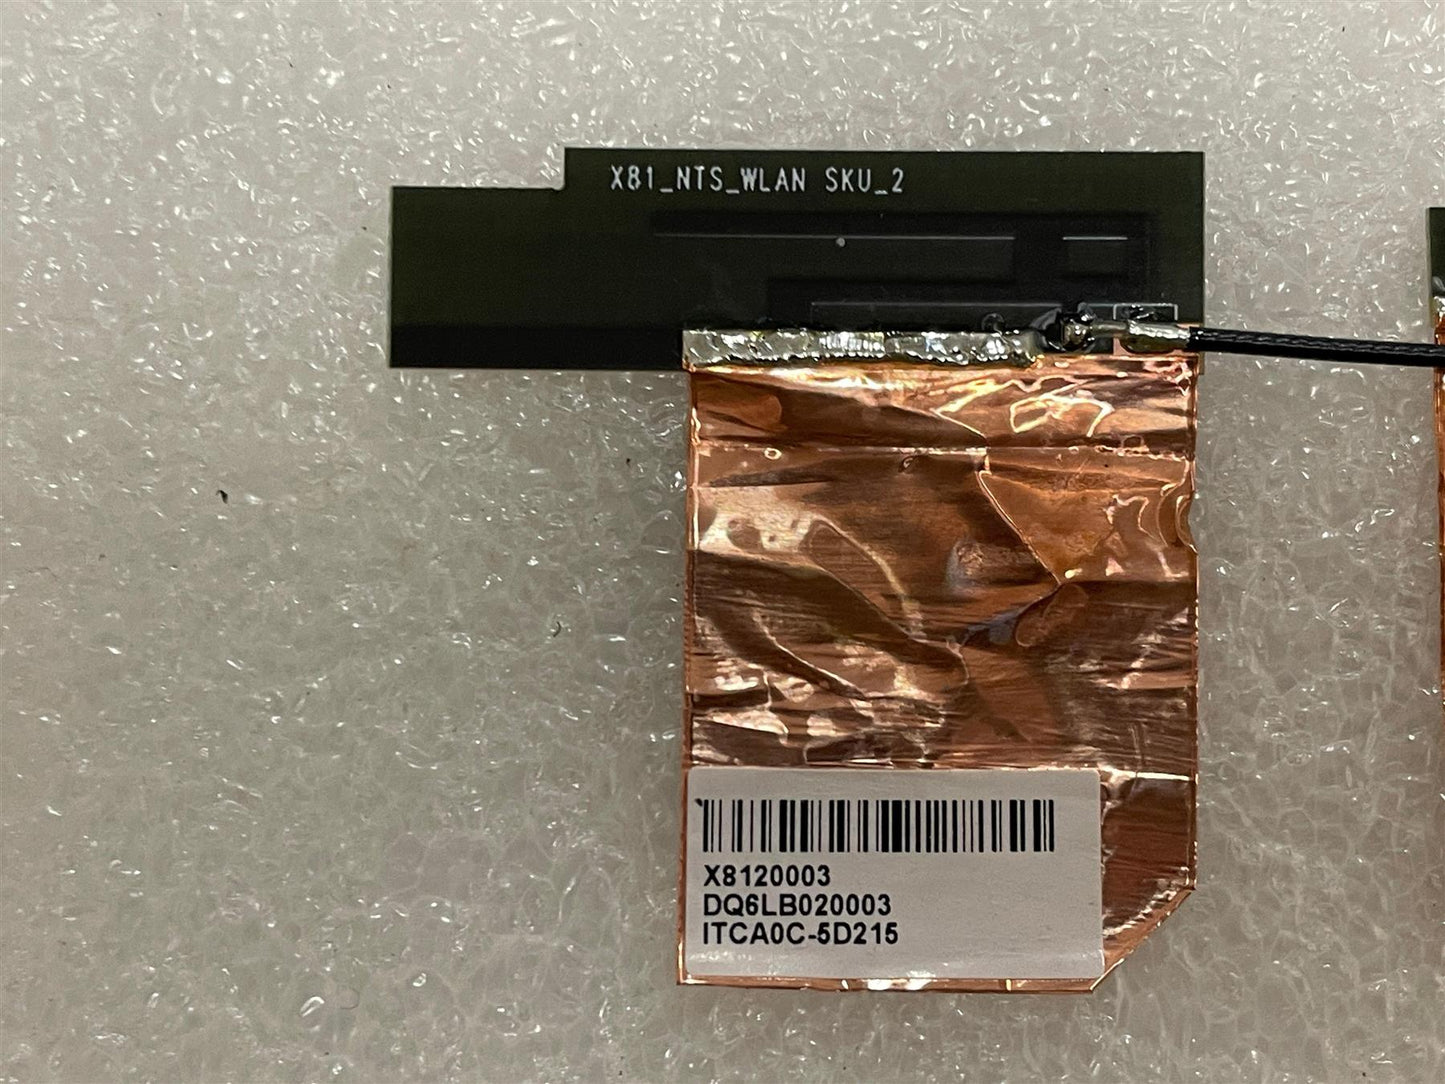 X81_NTS_WLAN SKU_2
X8120003
DQ6LB020003
ITCA0C-5D215